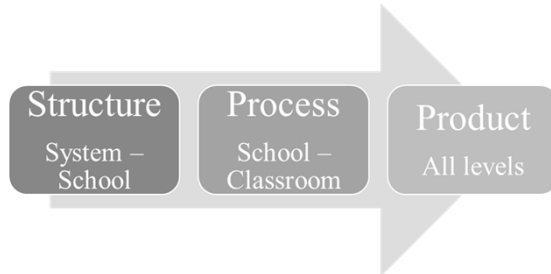 Structure
System –
School
Process
School –
Classroom
Product
All levels